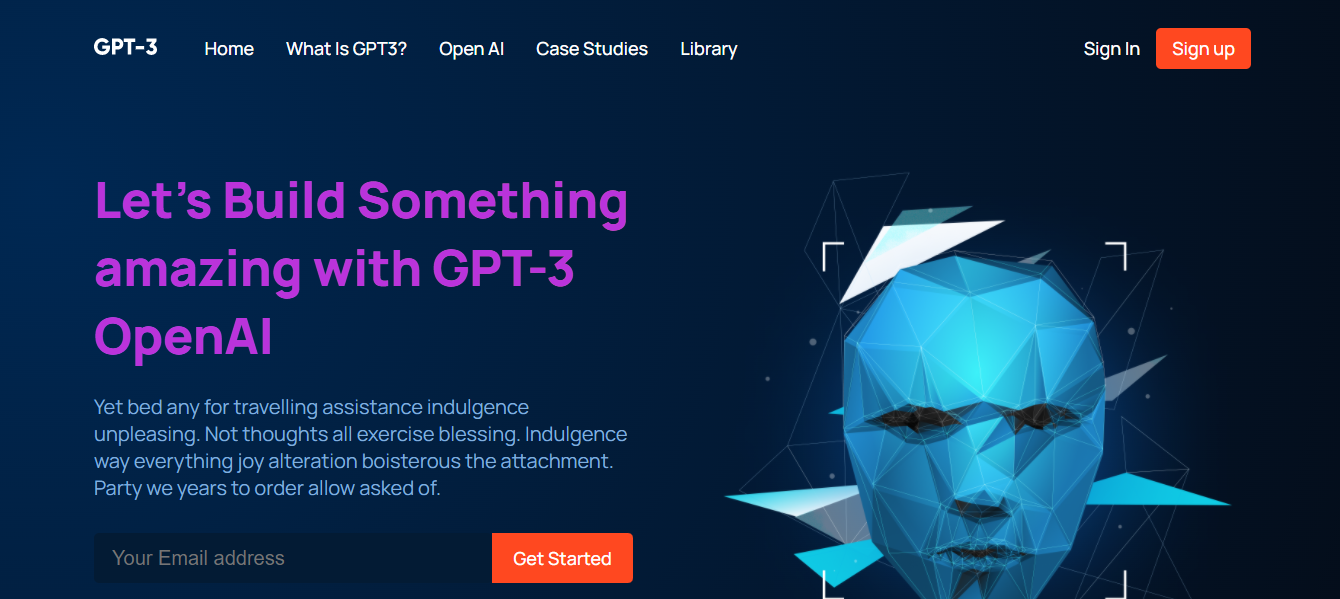 GPT-3 Home What Is GPT3? Open AI Case Studies Library Sign In Sign up
Let's Build Something
amazing with GPT-3
OpenAI
Yet bed any for travelling assistance indulgence
unpleasing. Not thoughts all exercise blessing. Indulgence
way everything joy alteration boisterous the attachment.
Party we years to order allow asked of.
Your Email address Get Started